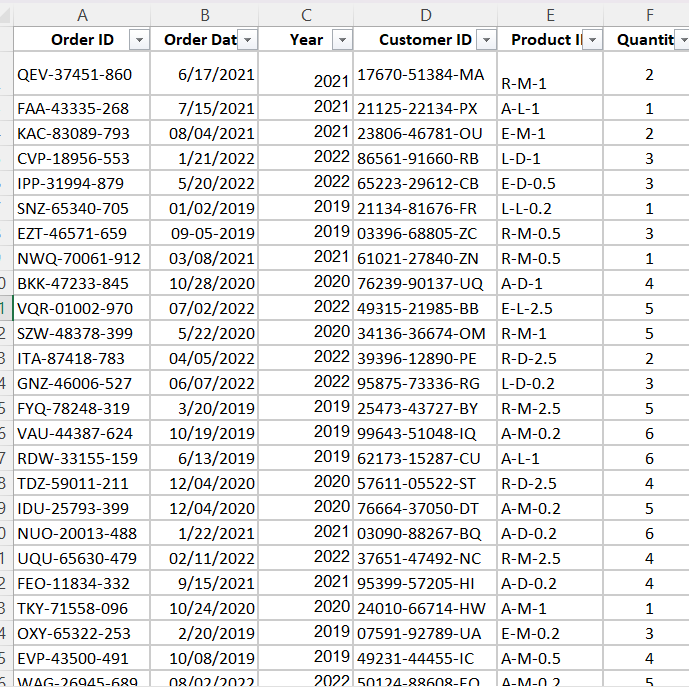 A B C D E F
Order ID Order Dat Year Customer ID Product I Quantit
QEV-37451-860 6/17/2021 2021 17670-51384-MA R-M-1 2
FAA-43335-268 7/15/2021 2021 21125-22134-PX A-L-1 1
KAC-83089-793 08/04/2021 2021 23806-46781-OU E-M-1 2
CVP-18956-553 1/21/2022 2022 86561-91660-RB L-D-1 3
IPP-31994-879 5/20/2022 2022 65223-29612-CB E-D-0.5 3
SNZ-65340-705 01/02/2019 2019 21134-81676-FR L-L-0.2 1
EZT-46571-659 09-05-2019 2019 03396-68805-ZC R-M-0.5 3
NWQ-70061-912 03/08/2021 2021 61021-27840-ZN R-M-0.5 1
0 BKK-47233-845 10/28/2020 2020 76239-90137-UQ A-D-1 4
1 VQR-01002-970 07/02/2022 2022 49315-21985-BB E-L-2.5 5
2 SZW-48378-399 5/22/2020 2020 34136-36674-OM R-M-1 5
3 ITA-87418-783 04/05/2022 2022 39396-12890-PE R-D-2.5 2
4 GNZ-46006-527 06/07/2022 2022 95875-73336-RG L-D-0.2 3
5 FYQ-78248-319 3/20/2019 2019 25473-43727-BY R-M-2.5 5
6 VAU-44387-624 10/19/2019 2019 99643-51048-IQ A-M-0.2 6
7 RDW-33155-159 6/13/2019 2019 62173-15287-CU A-L-1 6
8 TDZ-59011-211 12/04/2020 2020 57611-05522-ST R-D-2.5 4
9 IDU-25793-399 12/04/2020 2020 76664-37050-DT A-M-0.2 5
0 NUO-20013-488 1/22/2021 2021 03090-88267-BQ A-D-0.2 6
1 UQU-65630-479 02/11/2022 2022 37651-47492-NC R-M-2.5 4
2 FEO-11834-332 9/15/2021 2021 95399-57205-HI A-D-0.2 4
3 TKY-71558-096 10/24/2020 2020 24010-66714-HW A-M-1 1
4 OXY-65322-253 2/20/2019 2019 07591-92789-UA E-M-0.2 3
5 EVP-43500-491 10/08/2019 2019 49231-44455-IC A-M-0.5 4
6 WAG-26945-689 08/02/2022 2022 50124-88608-EO A-M-0.2 5